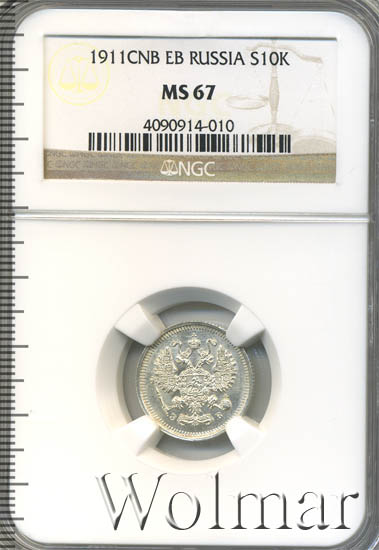 1911CNB EB RUSSIA S10K
MS 67
4090914-010
NGC
Э Б
Wolmar